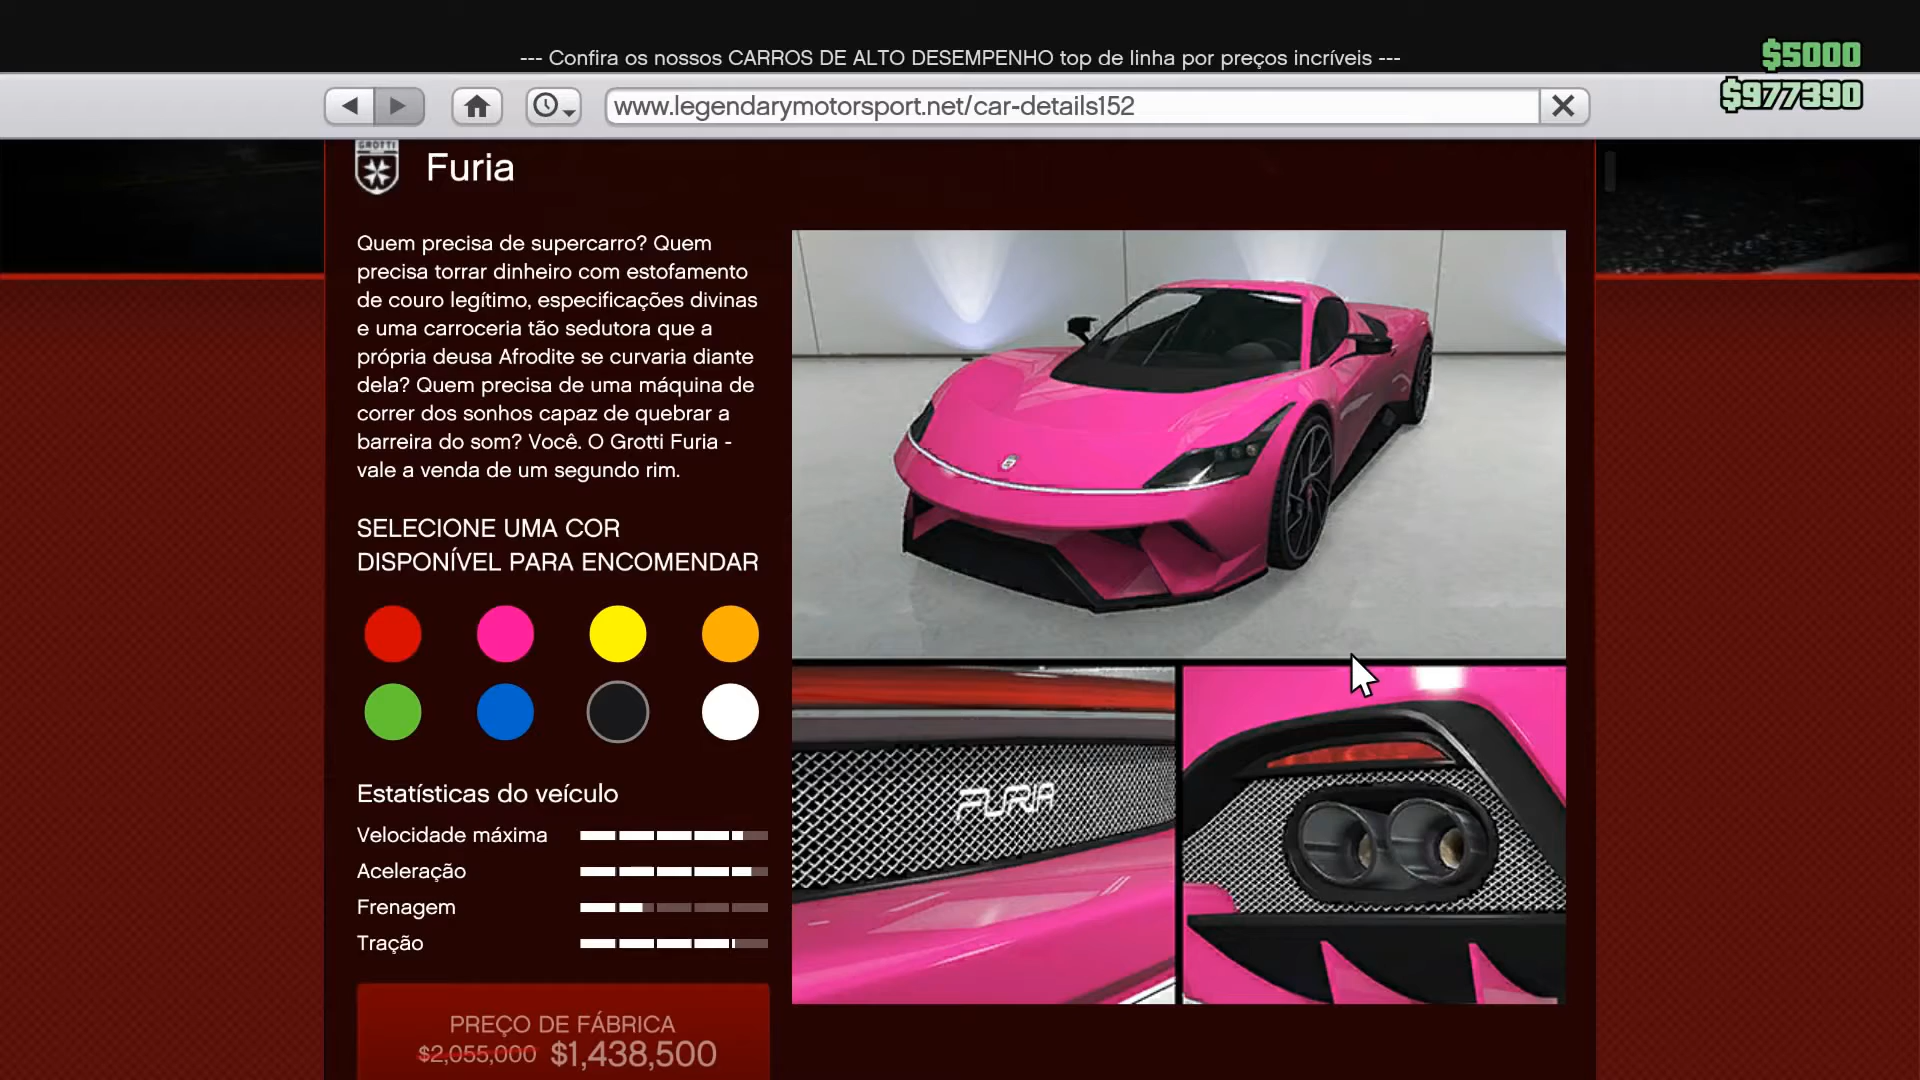 --- Confira os nossos CARROS DE ALTO DESEMPENHO top de linha por preços incríveis ---
$5000
$977390
www.legendarymotorsport.net/car-details152
GROTTI
Furia
Quem precisa de supercarro? Quem
precisa torrar dinheiro com estofamento
de couro legítimo, especificações divinas
e uma carroceria tão sedutora que a
própria deusa Afrodite se curvaria diante
dela? Quem precisa de uma máquina de
correr dos sonhos capaz de quebrar a
barreira do som? Você. O Grotti Furia -
vale a venda de um segundo rim.
SELECIONE UMA COR
DISPONÍVEL PARA ENCOMENDAR
Estatísticas do veículo
Velocidade máxima
Aceleração
Frenagem
Tração
FURIA
PREÇO DE FÁBRICA
$2,055,000 $1,438,500